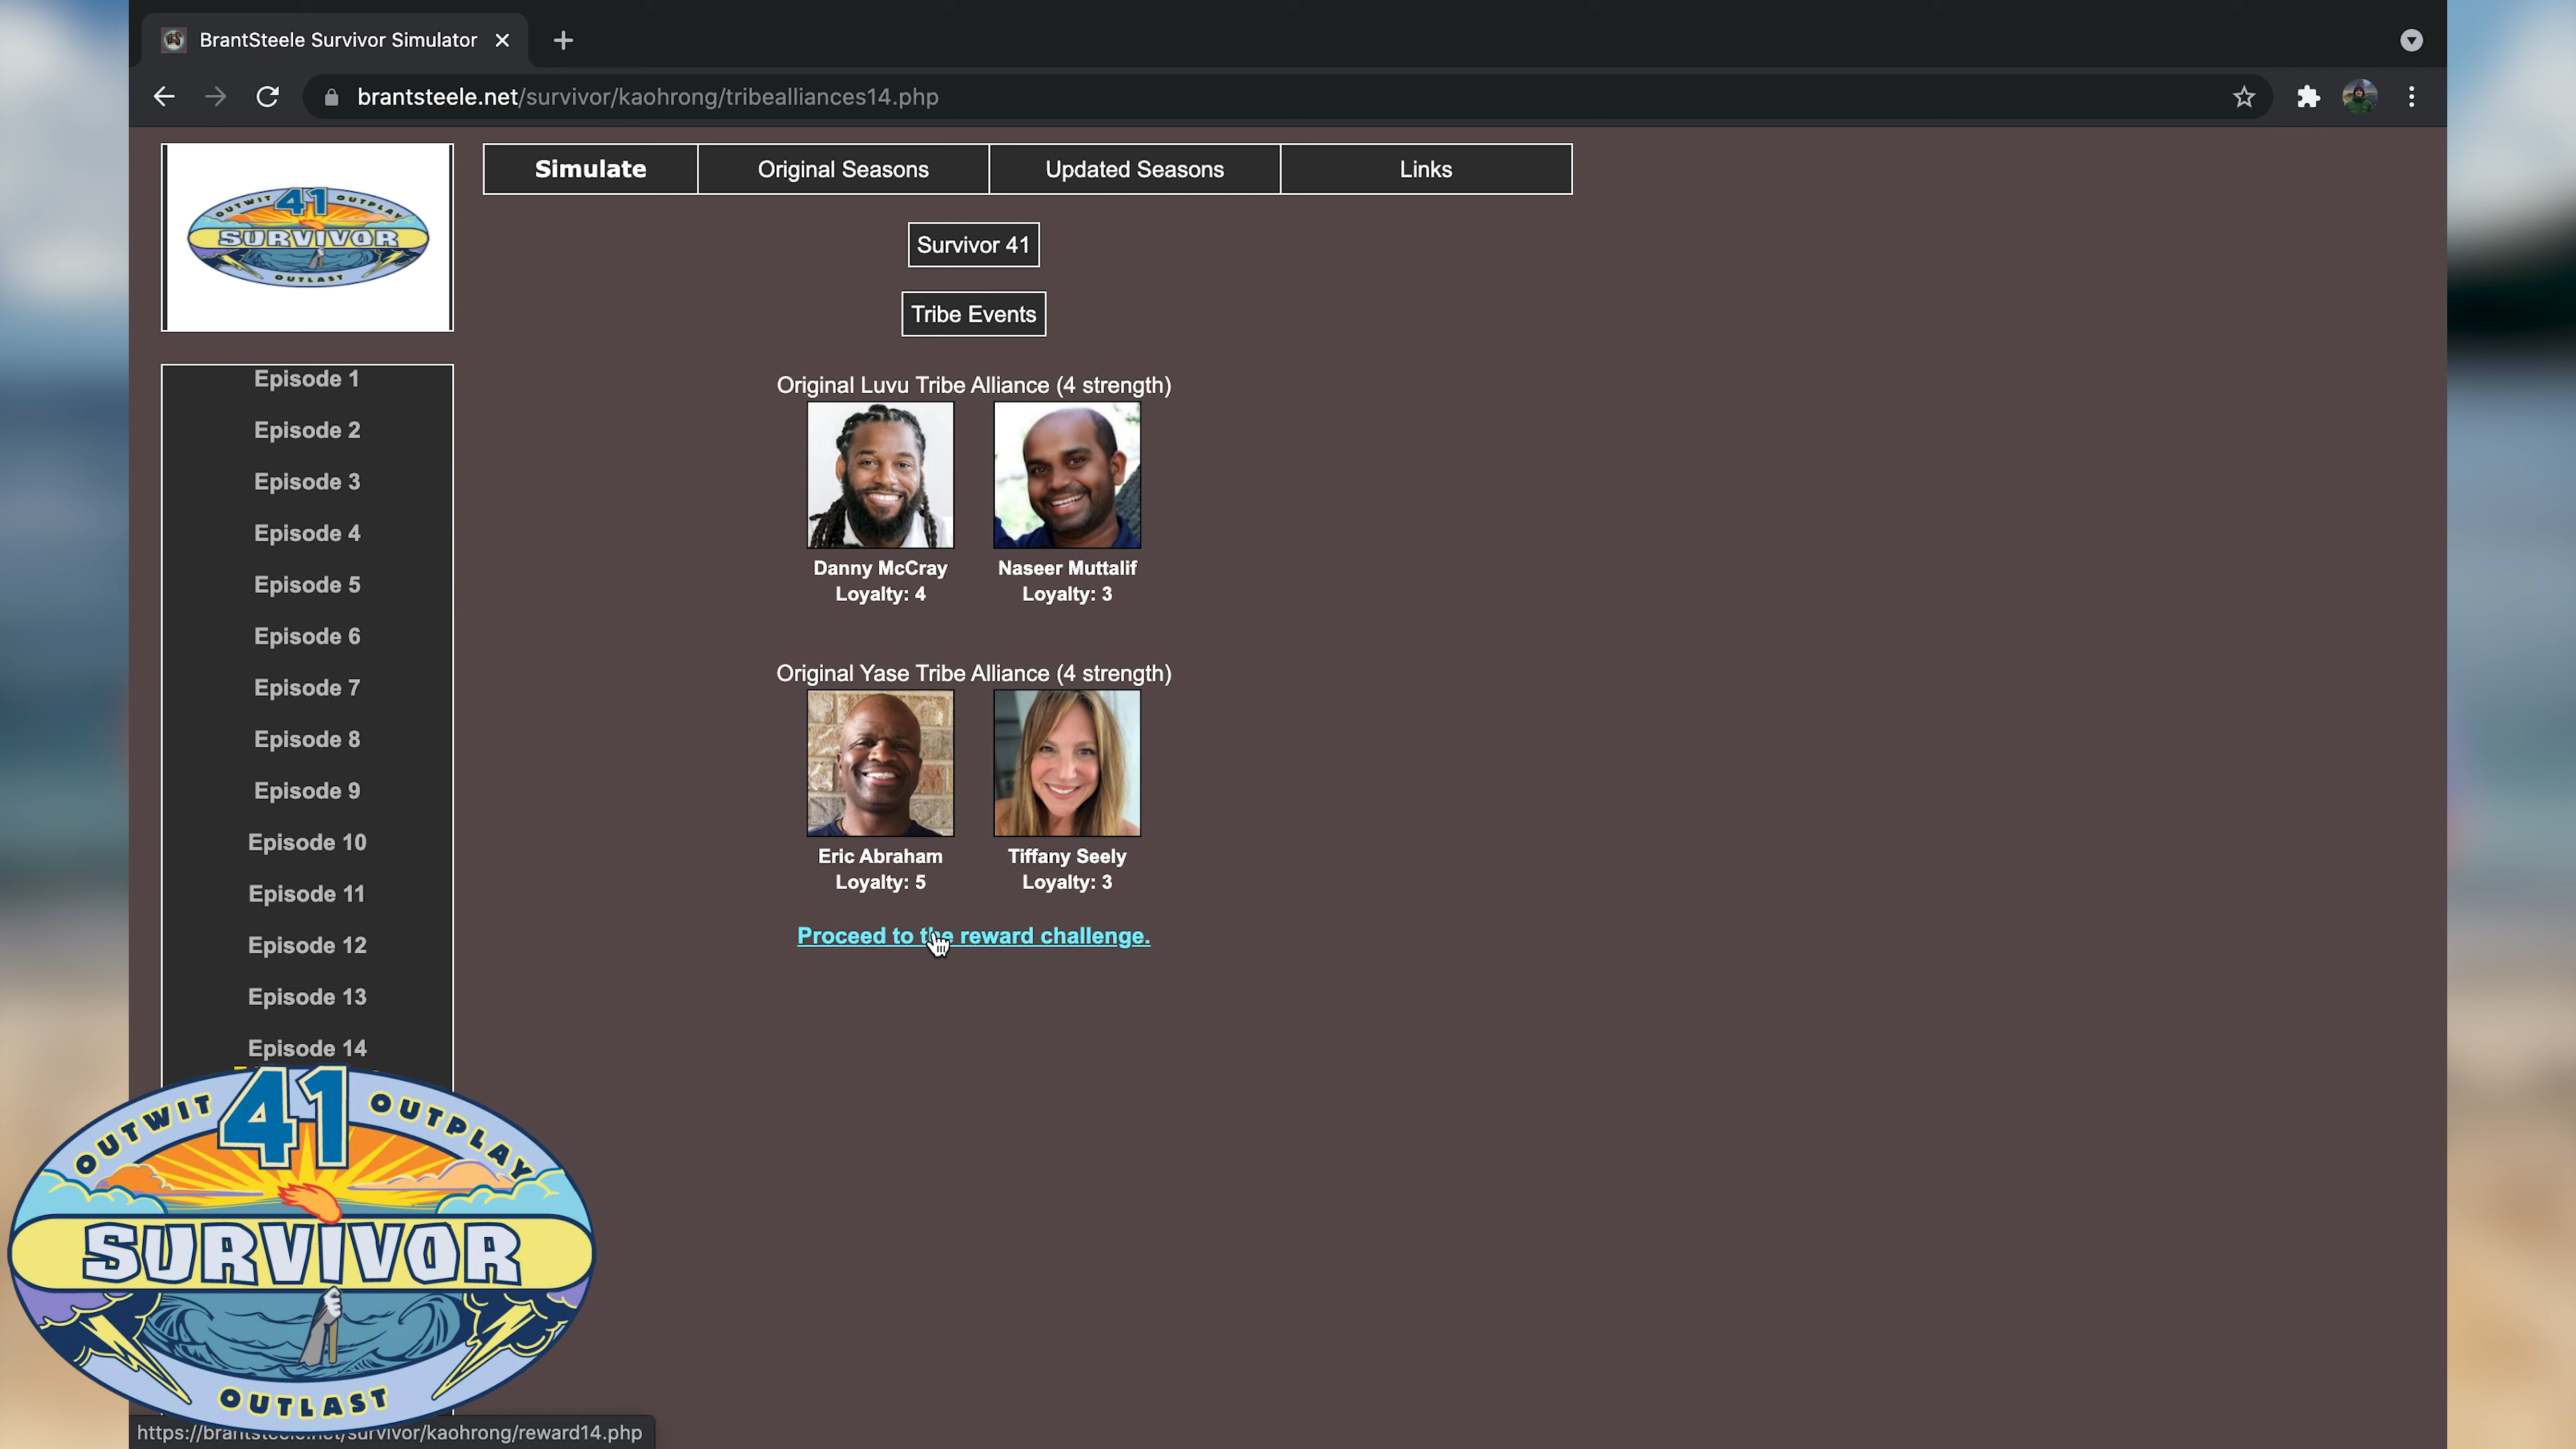 BrantSteele Survivor Simulator
brantsteele.net/survivor/kaohrong/tribealliances14.php
OUTWIT 41 OUTPLAY
SURVIVOR
OUTLAST
Simulate
Original Seasons
Updated Seasons
Links
Survivor 41
Tribe Events
Episode 1
Episode 2
Episode 3
Episode 4
Episode 5
Episode 6
Episode 7
Episode 8
Episode 9
Episode 10
Episode 11
Episode 12
Episode 13
Episode 14
Original Luvu Tribe Alliance (4 strength)
Danny McCray
Loyalty: 4
Naseer Muttalif
Loyalty: 3
Original Yase Tribe Alliance (4 strength)
Eric Abraham
Loyalty: 5
Tiffany Seely
Loyalty: 3
Proceed to the reward challenge.
OUTWIT 41 OUTPLAY
SURVIVOR
OUTLAST
https://brantsteele.net/survivor/kaohrong/reward14.php